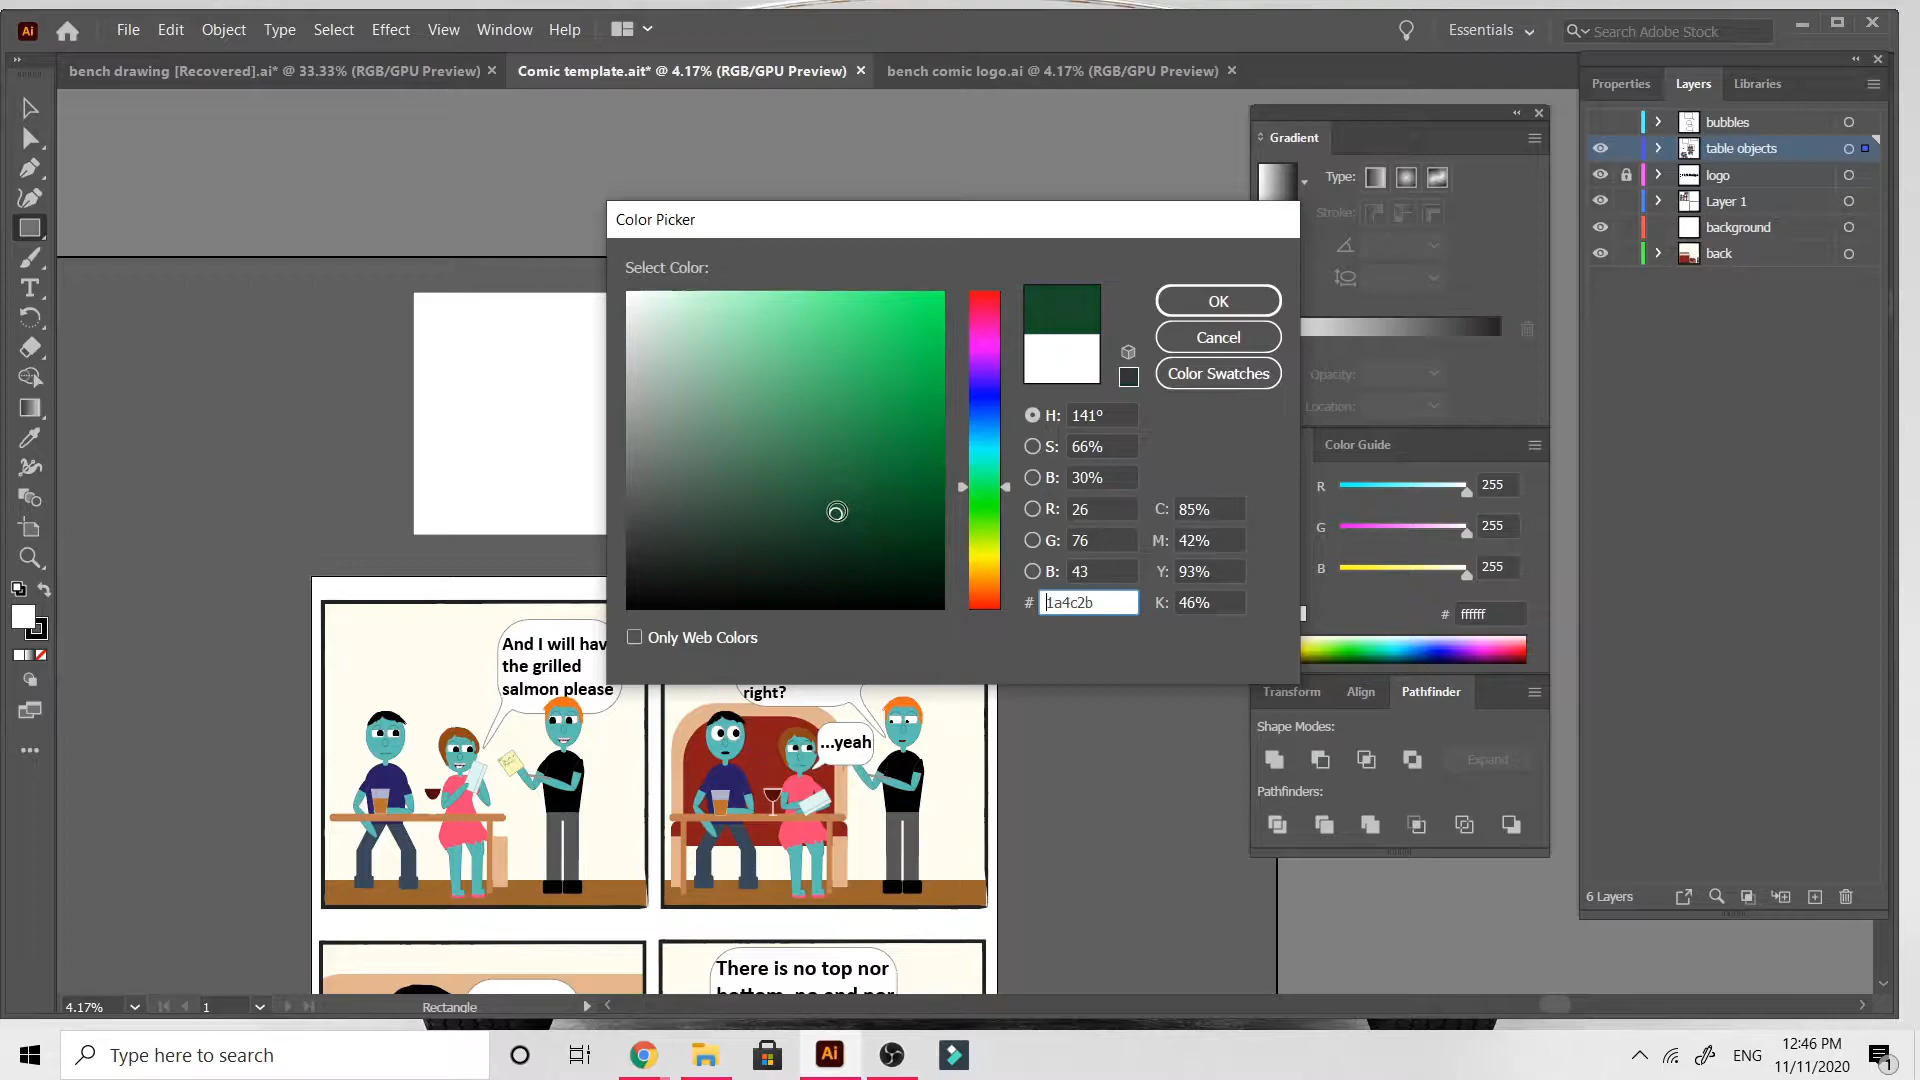 Ai File Edit Object Type Select Effect View Window Help Essentials Search Adobe Stock
bench drawing [Recovered].ai* @ 33.33% (RGB/GPU Preview) Comic template.ait* @ 4.17% (RGB/GPU Preview) bench comic logo.ai @ 4.17% (RGB/GPU Preview)
Properties Layers Libraries
bubbles
table objects
logo
Layer 1
background
back
6 Layers
Gradient
Type:
Stroke:
Opacity:
Location:
Color Picker
Select Color:
OK
Cancel
Color Swatches
H: 141°
S: 66%
B: 30%
R: 26 C: 85%
G: 76 M: 42%
B: 43 Y: 93%
# 1a4c2b K: 46%
Only Web Colors
Color Guide
R 255
G 255
B 255
# ffffff
Transform Align Pathfinder
Shape Modes:
Expand
Pathfinders:
And I will hav
the grilled
salmon please
right?
...yeah
There is no top nor
bottom, no end nor
4.17% 1 Rectangle
Type here to search
Ai
ENG
12:46 PM
11/11/2020
1